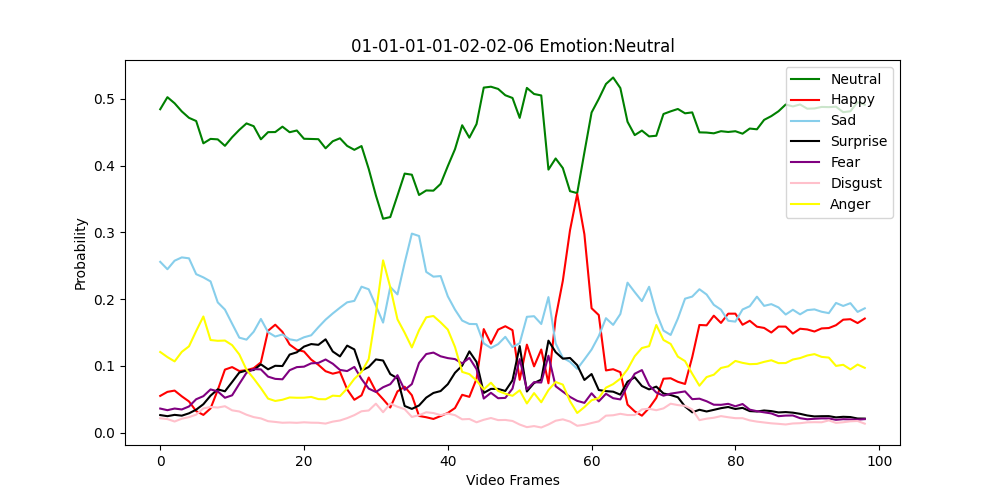 01-01-01-01-02-02-06 Emotion:Neutral
Neutral
Happy
Sad
Surprise
Fear
Disgust
Anger
Probability
0.5
0.4
0.3
0.2
0.1
0.0
0 20 40 60 80 100
Video Frames